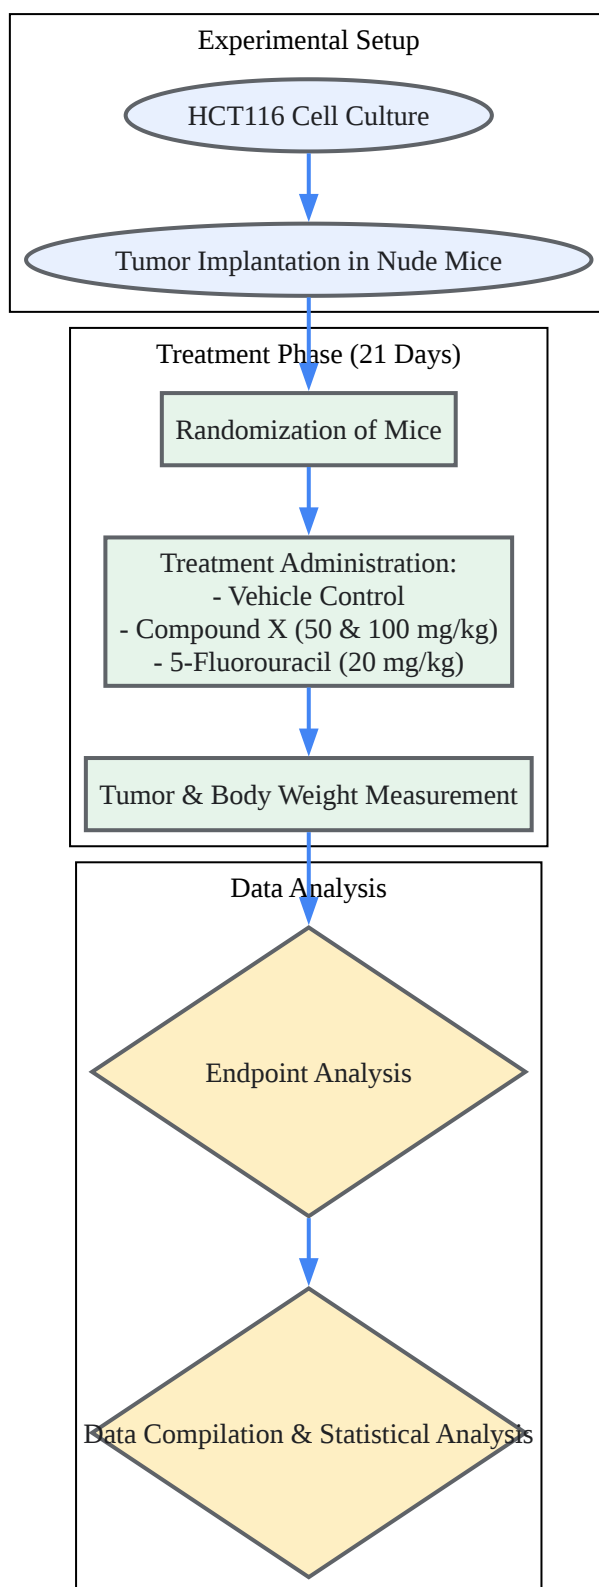 Experimental Setup
HCT116 Cell Culture
Tumor Implantation in Nude Mice
Treatment Phase (21 Days)
Randomization of Mice
Treatment Administration:
- Vehicle Control
- Compound X (50 & 100 mg/kg)
- 5-Fluorouracil (20 mg/kg)
Tumor & Body Weight Measurement
Data Analysis
Endpoint Analysis
Data Compilation & Statistical Analysis